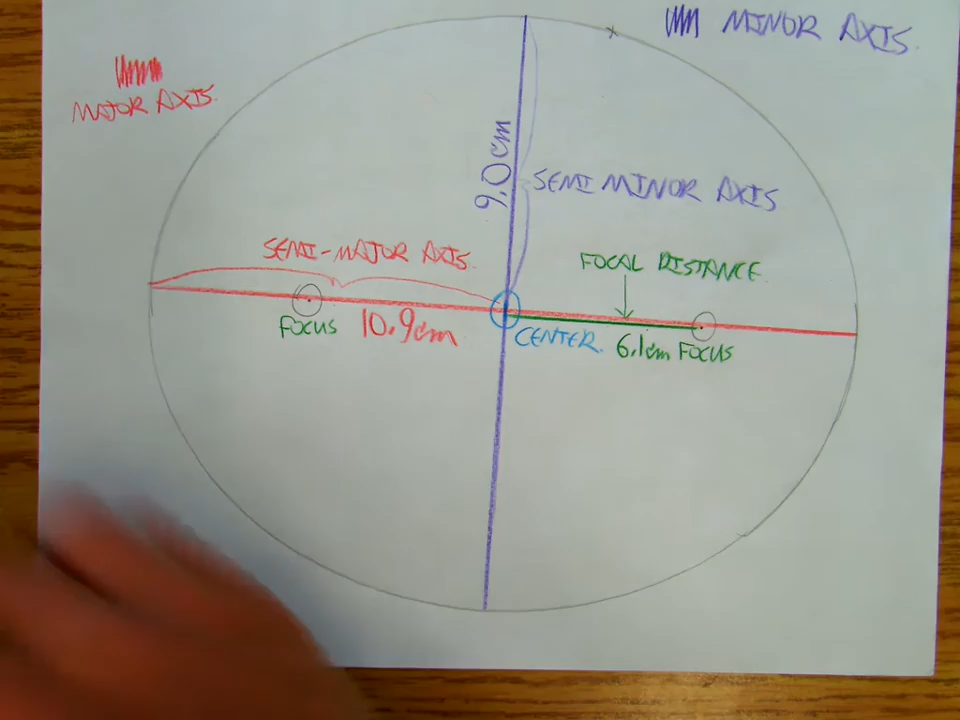 MINOR AXIS.
MAJOR AXIS.
9.0cm
SEMI MINOR AXIS
SEMI-MAJOR AXIS.
FOCAL DISTANCE
FOCUS
10.9cm
CENTER.
6.1cm FOCUS